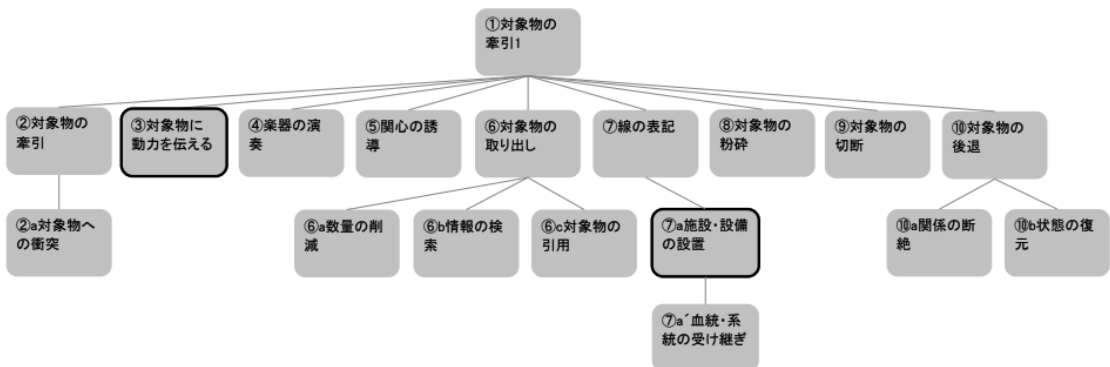 ①対象物の
牽引1
②対象物の
牽引
③対象物に
動力を伝える
④楽器の演
奏
⑤関心の誘
導
⑥対象物の
取り出し
⑦線の表記
⑧対象物の
粉砕
⑨対象物の
切断
⑩対象物の
後退
②a対象物へ
の衝突
⑥a数量の削
減
⑥b情報の検
索
⑥c対象物の
引用
⑦a施設・設備
の設置
⑩a関係の断
絶
⑩b状態の復
元
⑦a´血統・系
統の受け継ぎ